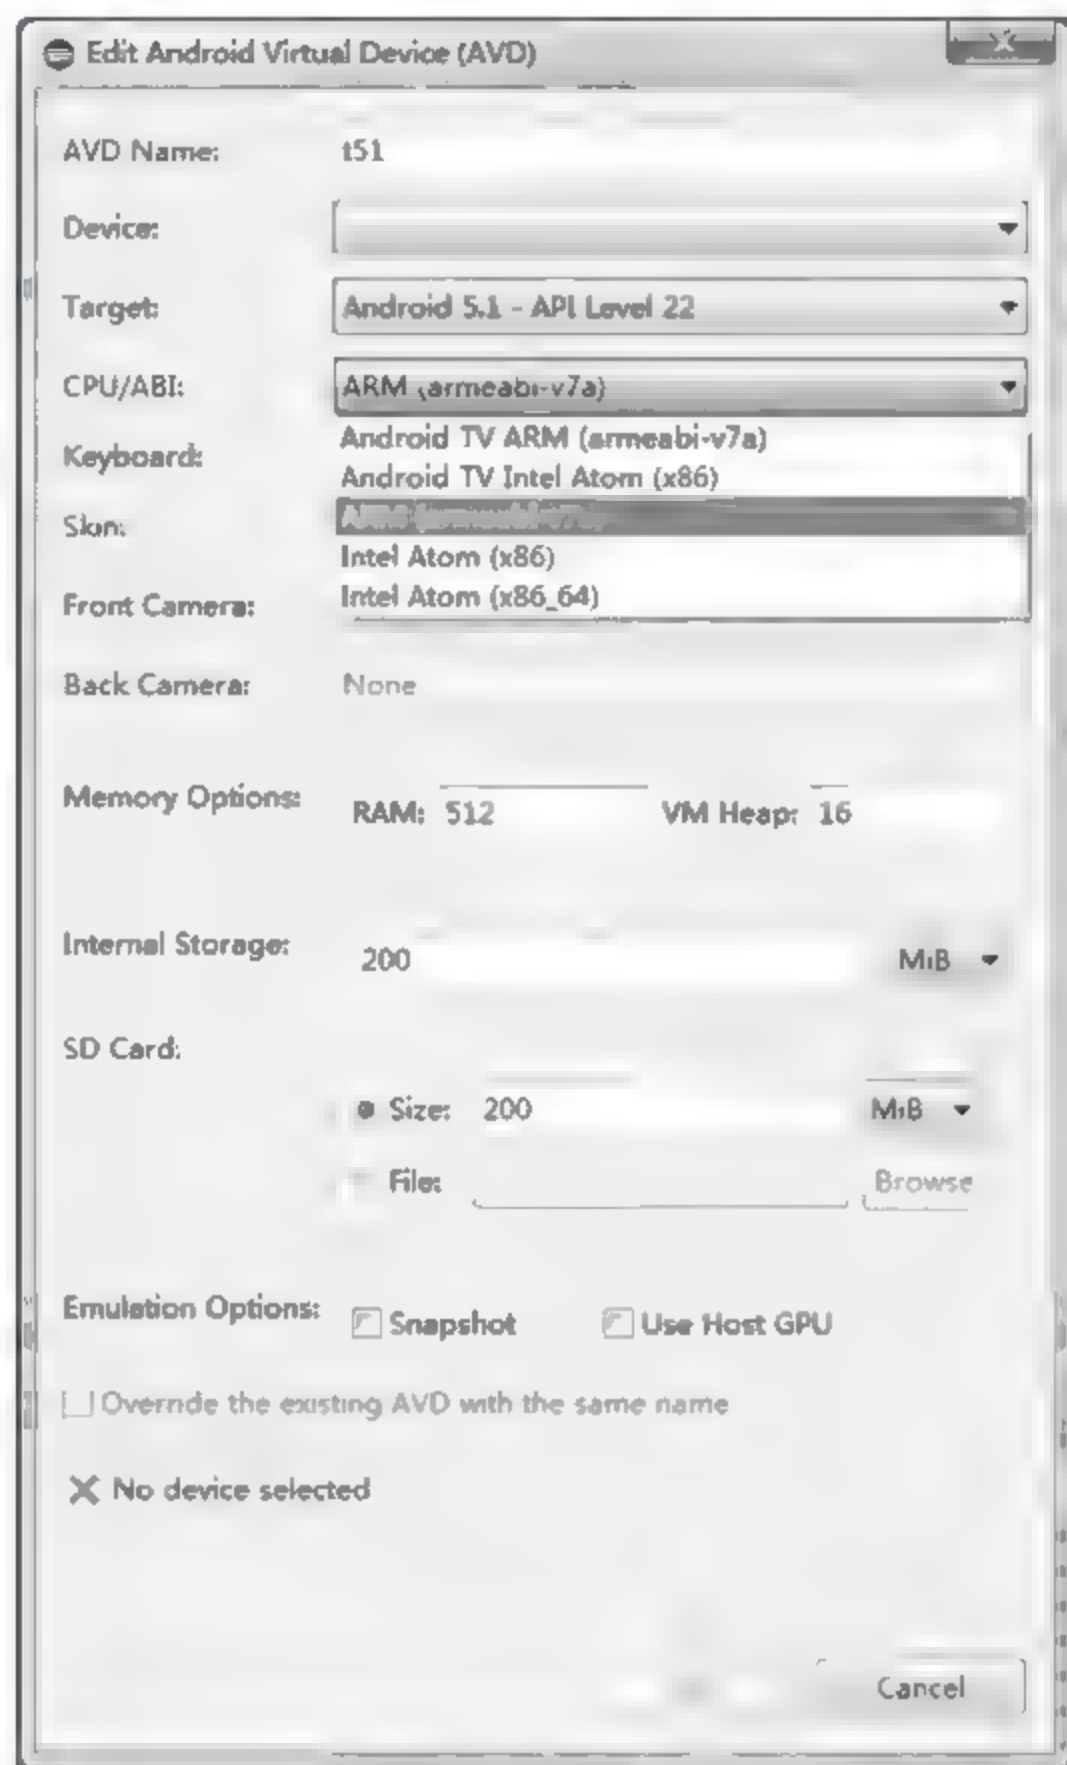 Edit Android Virtual Device (AVD)
AVD Name: t51
Device:
Target: Android 5.1 - API Level 22
CPU/ABI: ARM (armeabi-v7a)
Android TV ARM (armeabi-v7a)
Keyboard:
Android TV Intel Atom (x86)
Skin:
Intel Atom (x86)
Intel Atom (x86_64)
Front Camera:
Back Camera: None
Memory Options: RAM: 512 VM Heap: 16
Internal Storage: 200 MiB
SD Card:
Size: 200 MiB
File: Browse
Emulation Options: Snapshot Use Host GPU
Override the existing AVD with the same name
No device selected
Cancel